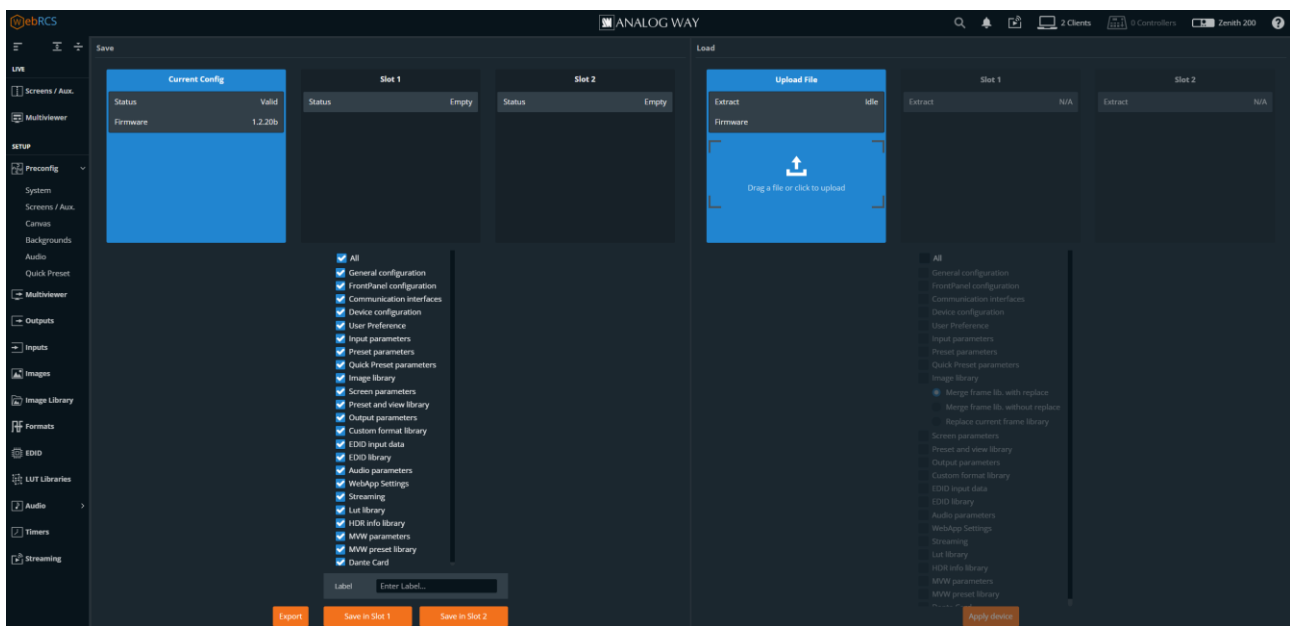 WebRCS
ANALOG WAY
2 Clients
0 Controllers
Zenith 200
LIVE
Screens / Aux.
Multiviewer
SETUP
Preconfig
System
Screens / Aux.
Canvas
Backgrounds
Audio
Quick Preset
Multiviewer
Outputs
Inputs
Images
Image Library
Formats
EDID
LUT Libraries
Audio
Timers
Streaming
Save
Current Config
Status Valid
Firmware 1.2.20b
Slot 1
Status Empty
Slot 2
Status Empty
All
General configuration
FrontPanel configuration
Communication interfaces
Device configuration
User Preference
Input parameters
Preset parameters
Quick Preset parameters
Image library
Screen parameters
Preset and view library
Output parameters
Custom format library
EDID input data
EDID library
Audio parameters
WebApp Settings
Streaming
Lut library
HDR info library
MVW parameters
MVW preset library
Dante Card
Label Enter Label...
Export
Save in Slot 1
Save in Slot 2
Load
Upload File
Extract Idle
Firmware
Drag a file or click to upload
Slot 1
Extract N/A
Slot 2
Extract N/A
All
General configuration
FrontPanel configuration
Communication interfaces
Device configuration
User Preference
Input parameters
Preset parameters
Quick Preset parameters
Image library
Merge frame lib. with replace
Merge frame lib. without replace
Replace current frame library
Screen parameters
Preset and view library
Output parameters
Custom format library
EDID input data
EDID library
Audio parameters
WebApp Settings
Streaming
Lut library
HDR info library
MVW parameters
MVW preset library
Dante Card
Apply device